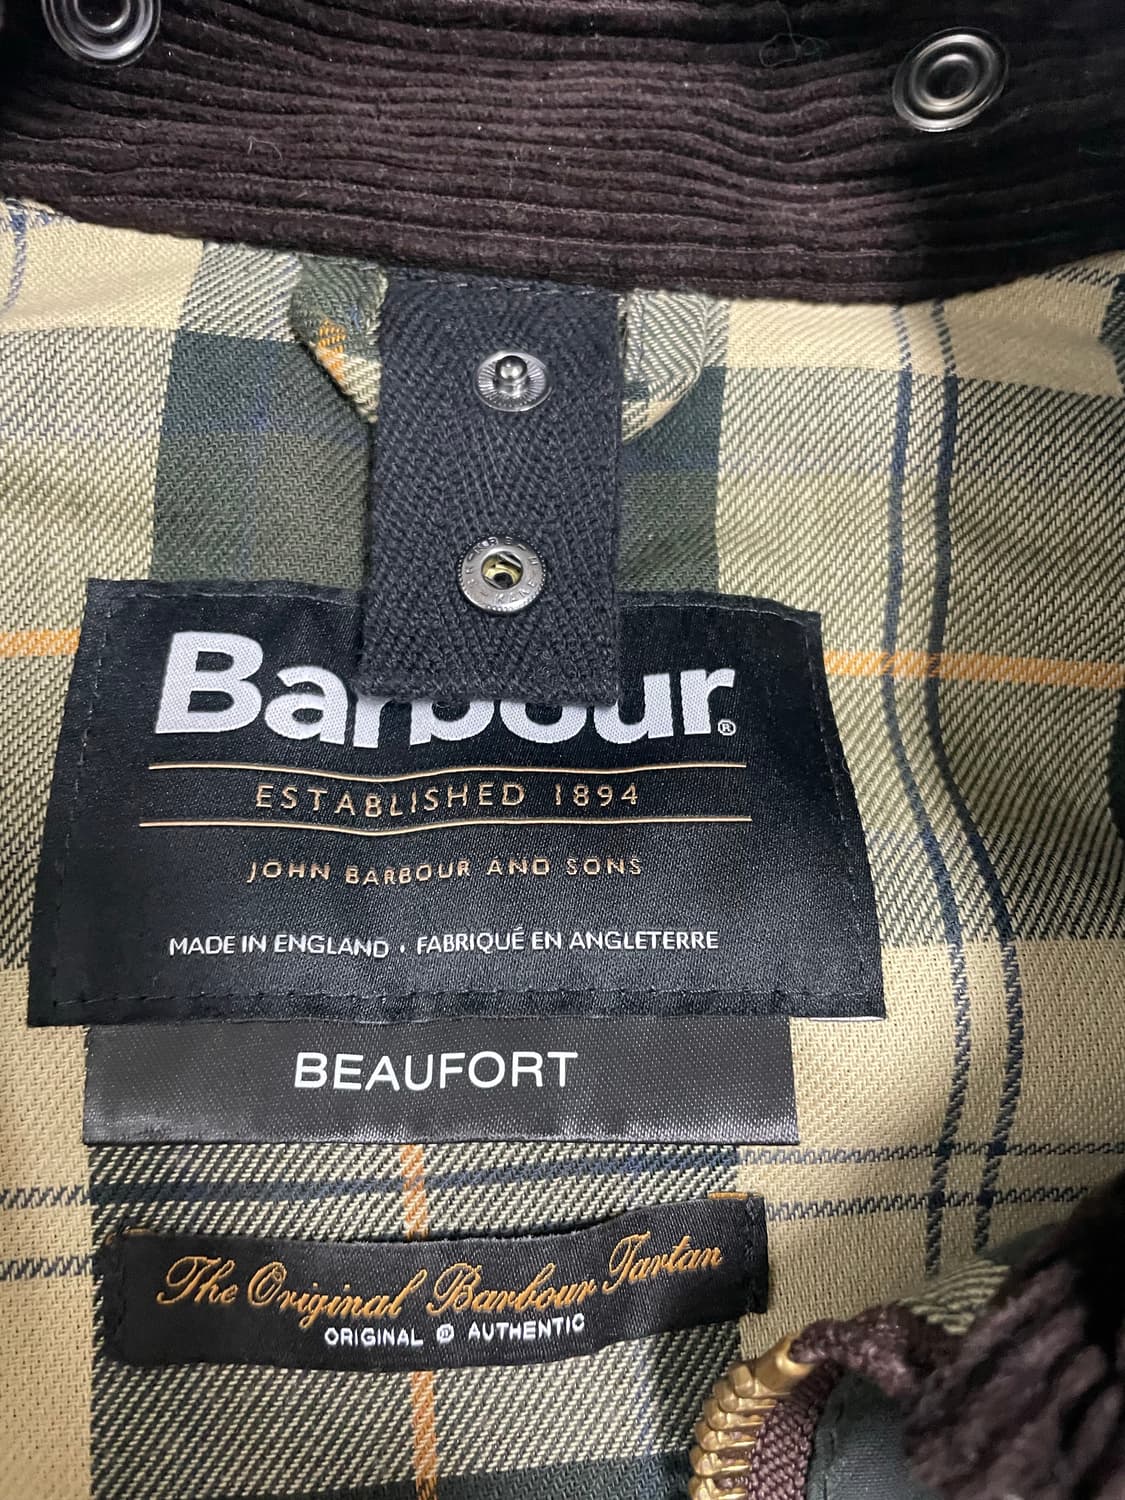 Barbour®
ESTABLISHED 1894
JOHN BARBOUR AND SONS
MADE IN ENGLAND · FABRIQUÉ EN ANGLETERRE
BEAUFORT
The Original Barbour Tartan
ORIGINAL AUTHENTIC